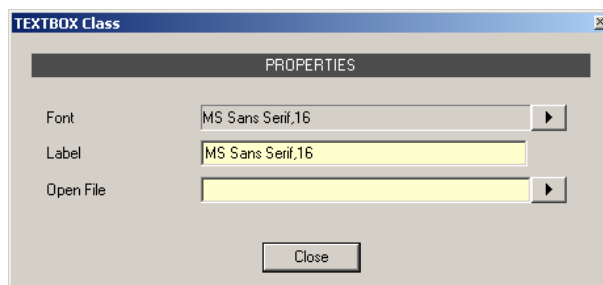 TEXTBOX Class
PROPERTIES
Font MS Sans Serif,16
Label MS Sans Serif,16
Open File
Close